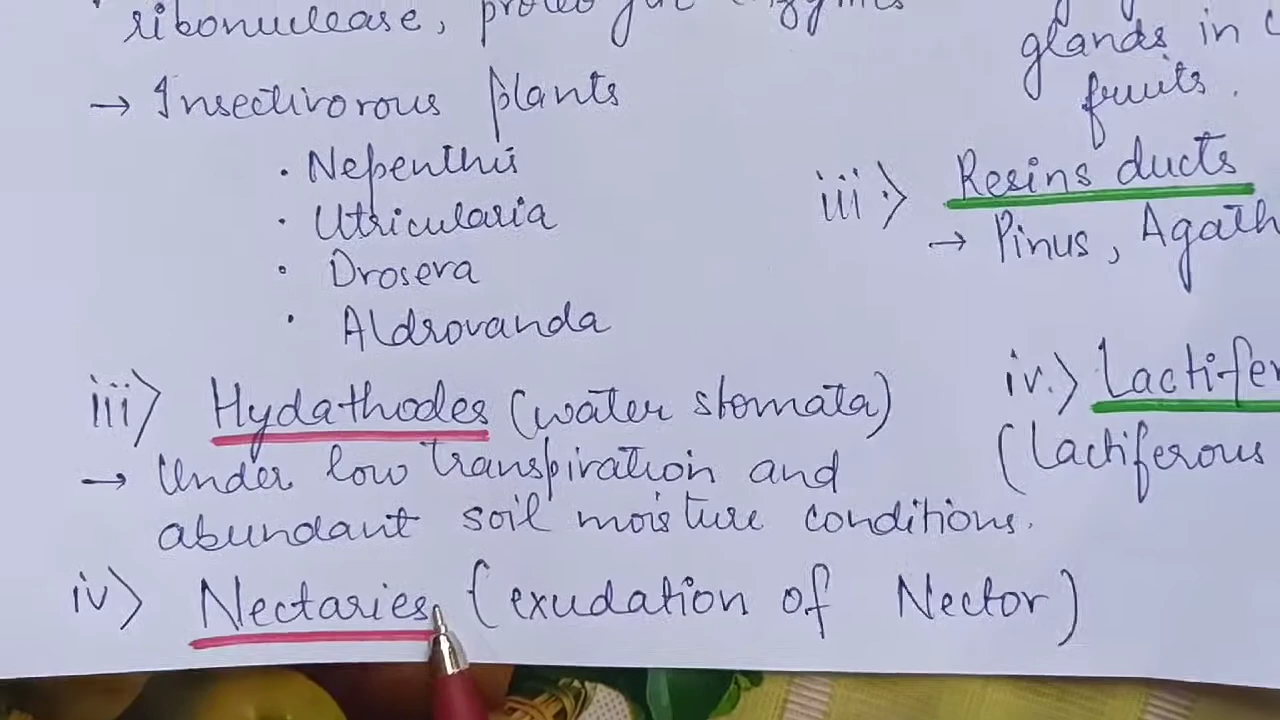 ribonuclease,
→ Insectivorous plants
• Nepenthis
• Utricularia
• Drosera
• Aldrovanda
iii) Hydathodes (water stomata)
→ Under low transpiration and
abundant soil moisture conditions.
iv) Nectaries (exudation of Nector)
glands in
fruits.
iii.) Resins ducts
→ Pinus, Agath
iv.) Lactifer
(lactiferous